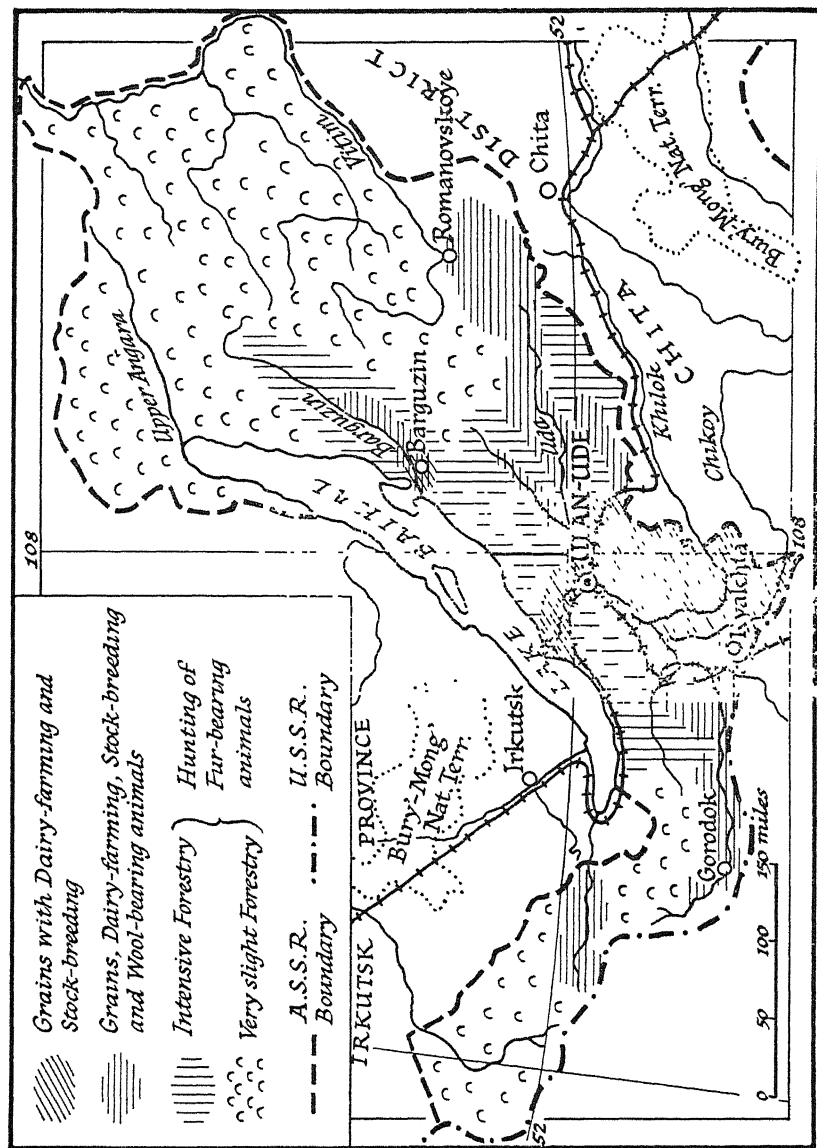 Grains with Dairy-farming and
Stock-breeding
Grains, Dairy-farming, Stock-breeding
and Wool-bearing animals
Intensive Forestry
Very slight Forestry
Hunting of
Fur-bearing
animals
A.S.S.R.
Boundary
U.S.S.R.
Boundary
108
Upper Angara
Vitim
DISTRICT
Romanovskoye
Barguzin
Barguzin
LAKE BAIKAL
52
Chita
Bury-Mong' Nat. Terr.
Uda
ULAN-UDE
CHITA
Khilok
Chikoy
IRKUTSK PROVINCE
Bury'-Mong'
Nat. Terr.
Irkutsk
Gorodok
52
108
0 50 100 150 miles